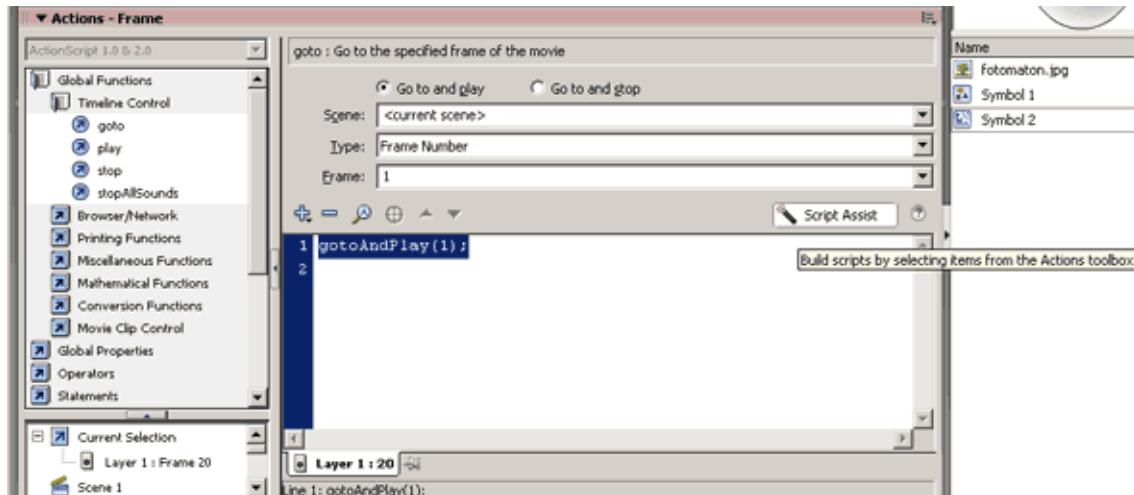 ▼ Actions - Frame
ActionScript 1.0 & 2.0
Global Functions
Timeline Control
goto
play
stop
stopAllSounds
Browser/Network
Printing Functions
Miscellaneous Functions
Mathematical Functions
Conversion Functions
Movie Clip Control
Global Properties
Operators
Statements
Current Selection
Layer 1 : Frame 20
Scene 1
goto : Go to the specified frame of the movie
Go to and play Go to and stop
Scene: <current scene>
Type: Frame Number
Frame: 1
Script Assist
1 gotoAndPlay(1);
2
Layer 1 : 20
Line 1: gotoAndPlay(1);
Name
fotomaton.jpg
Symbol 1
Symbol 2
Build scripts by selecting items from the Actions toolbox